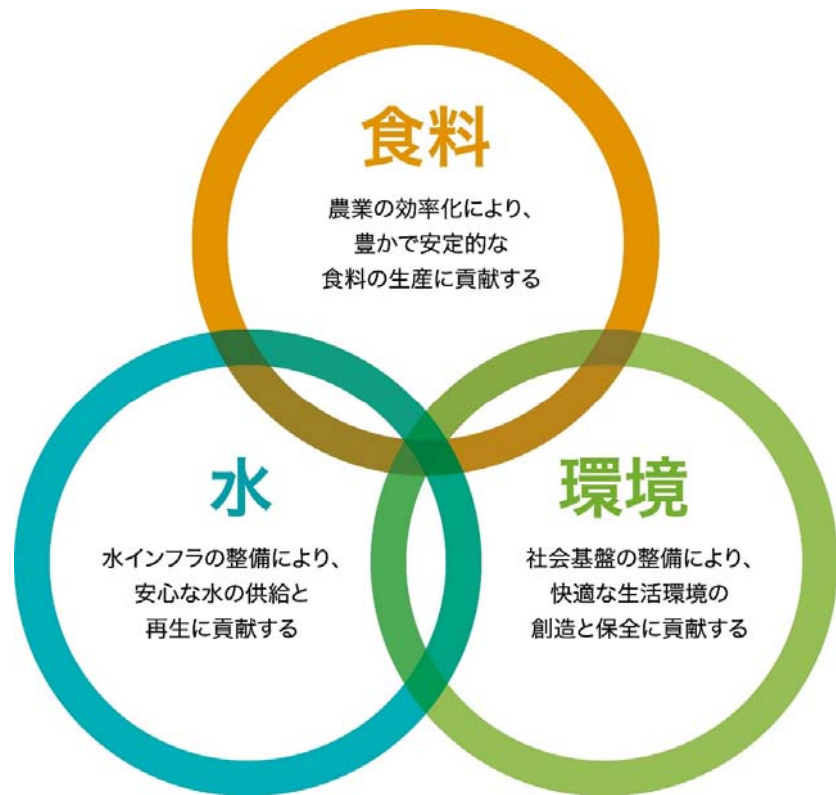 食料
農業の効率化により、
豊かで安定的な
食料の生産に貢献する
水
水インフラの整備により、
安心な水の供給と
再生に貢献する
環境
社会基盤の整備により、
快適な生活環境の
創造と保全に貢献する